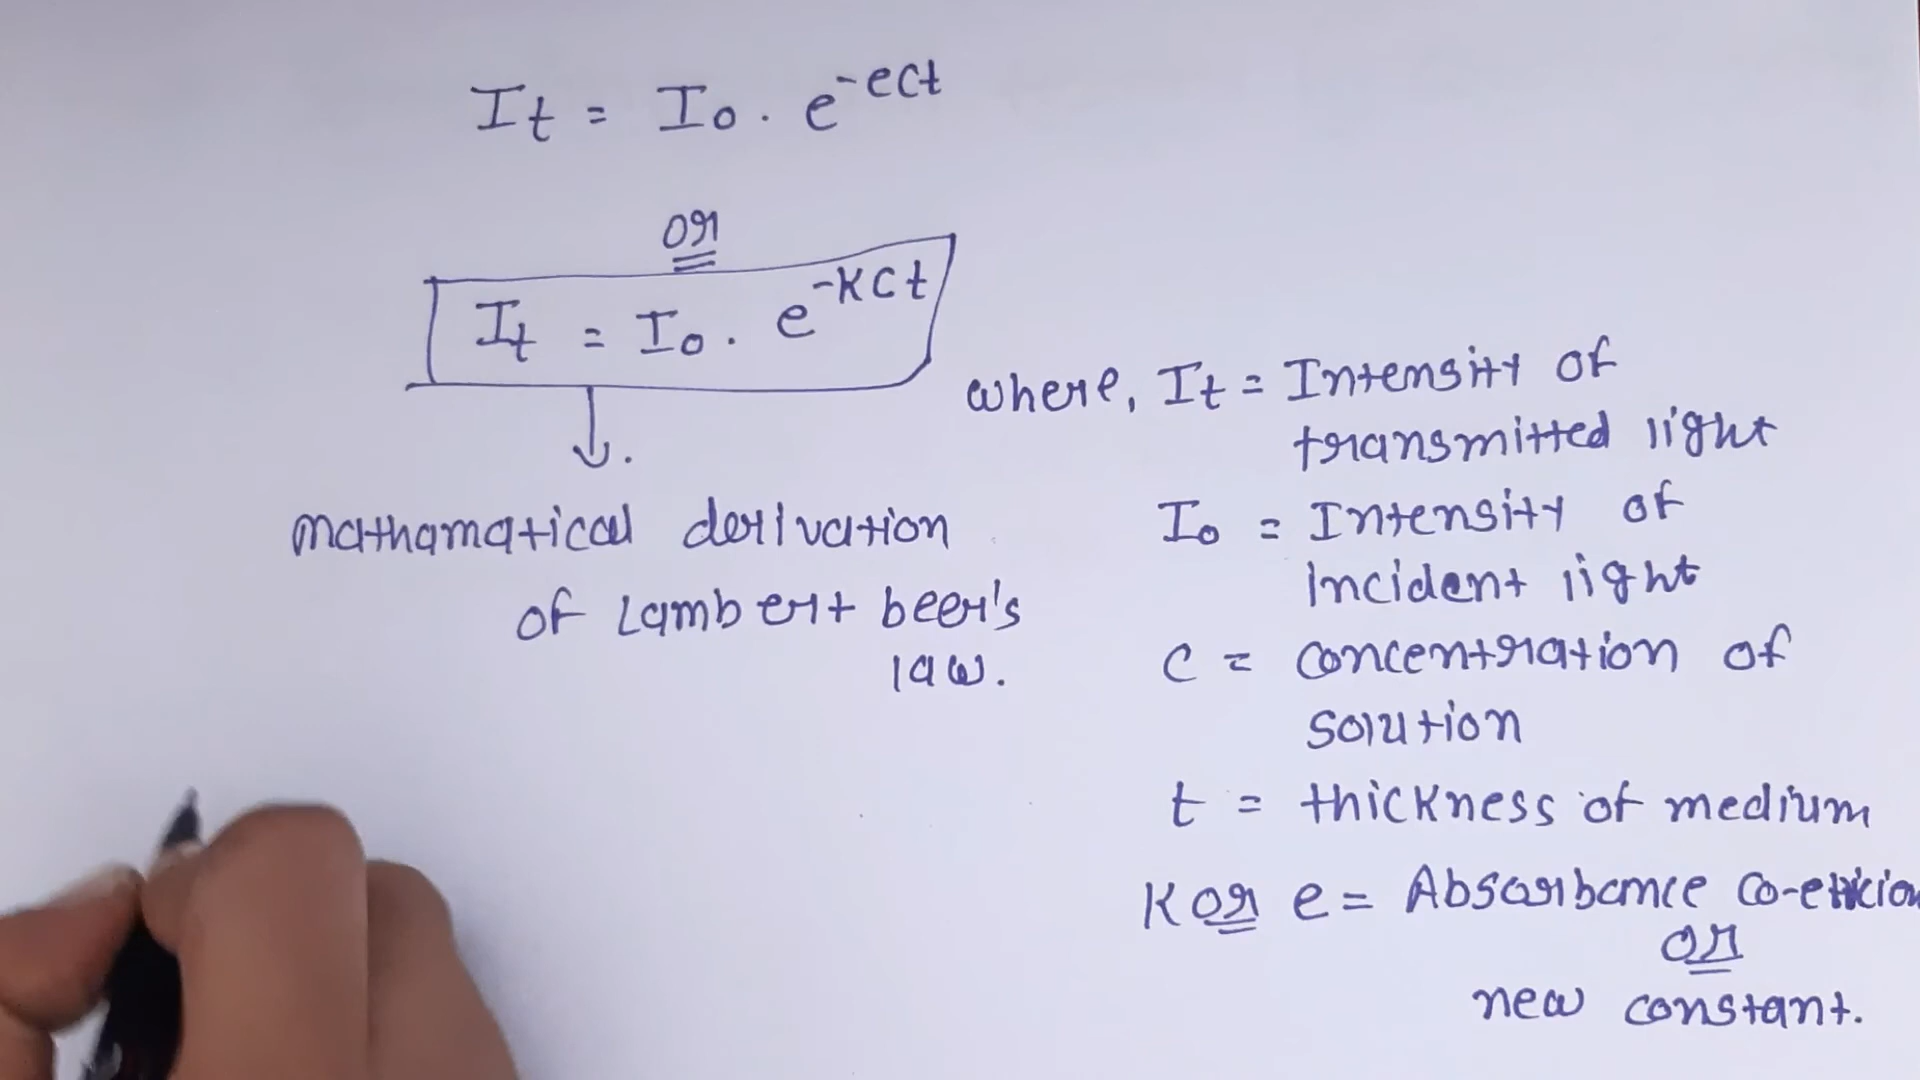 It = Io . e^-ect
or
It = Io . e^-kct
mathamatical derivation
of Lambert beer's
law.
where, It = Intensity of
transmitted light
Io = Intensity of
Incident light
C = concentration of
solution
t = thickness of medium
K or e = Absorbance
or
new constant.